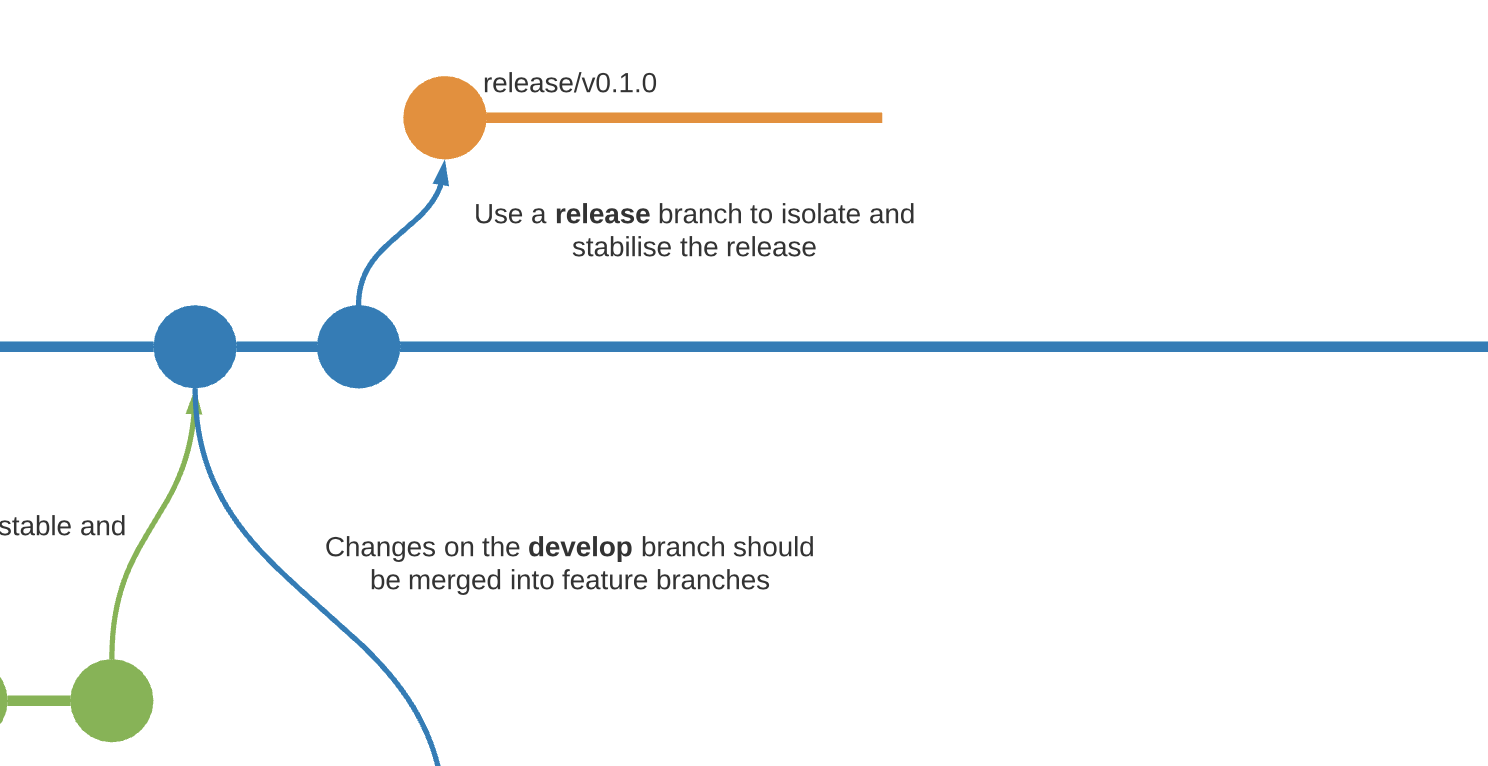 release/v0.1.0
Use a release branch to isolate and
stabilise the release
stable and
Changes on the develop branch should
be merged into feature branches